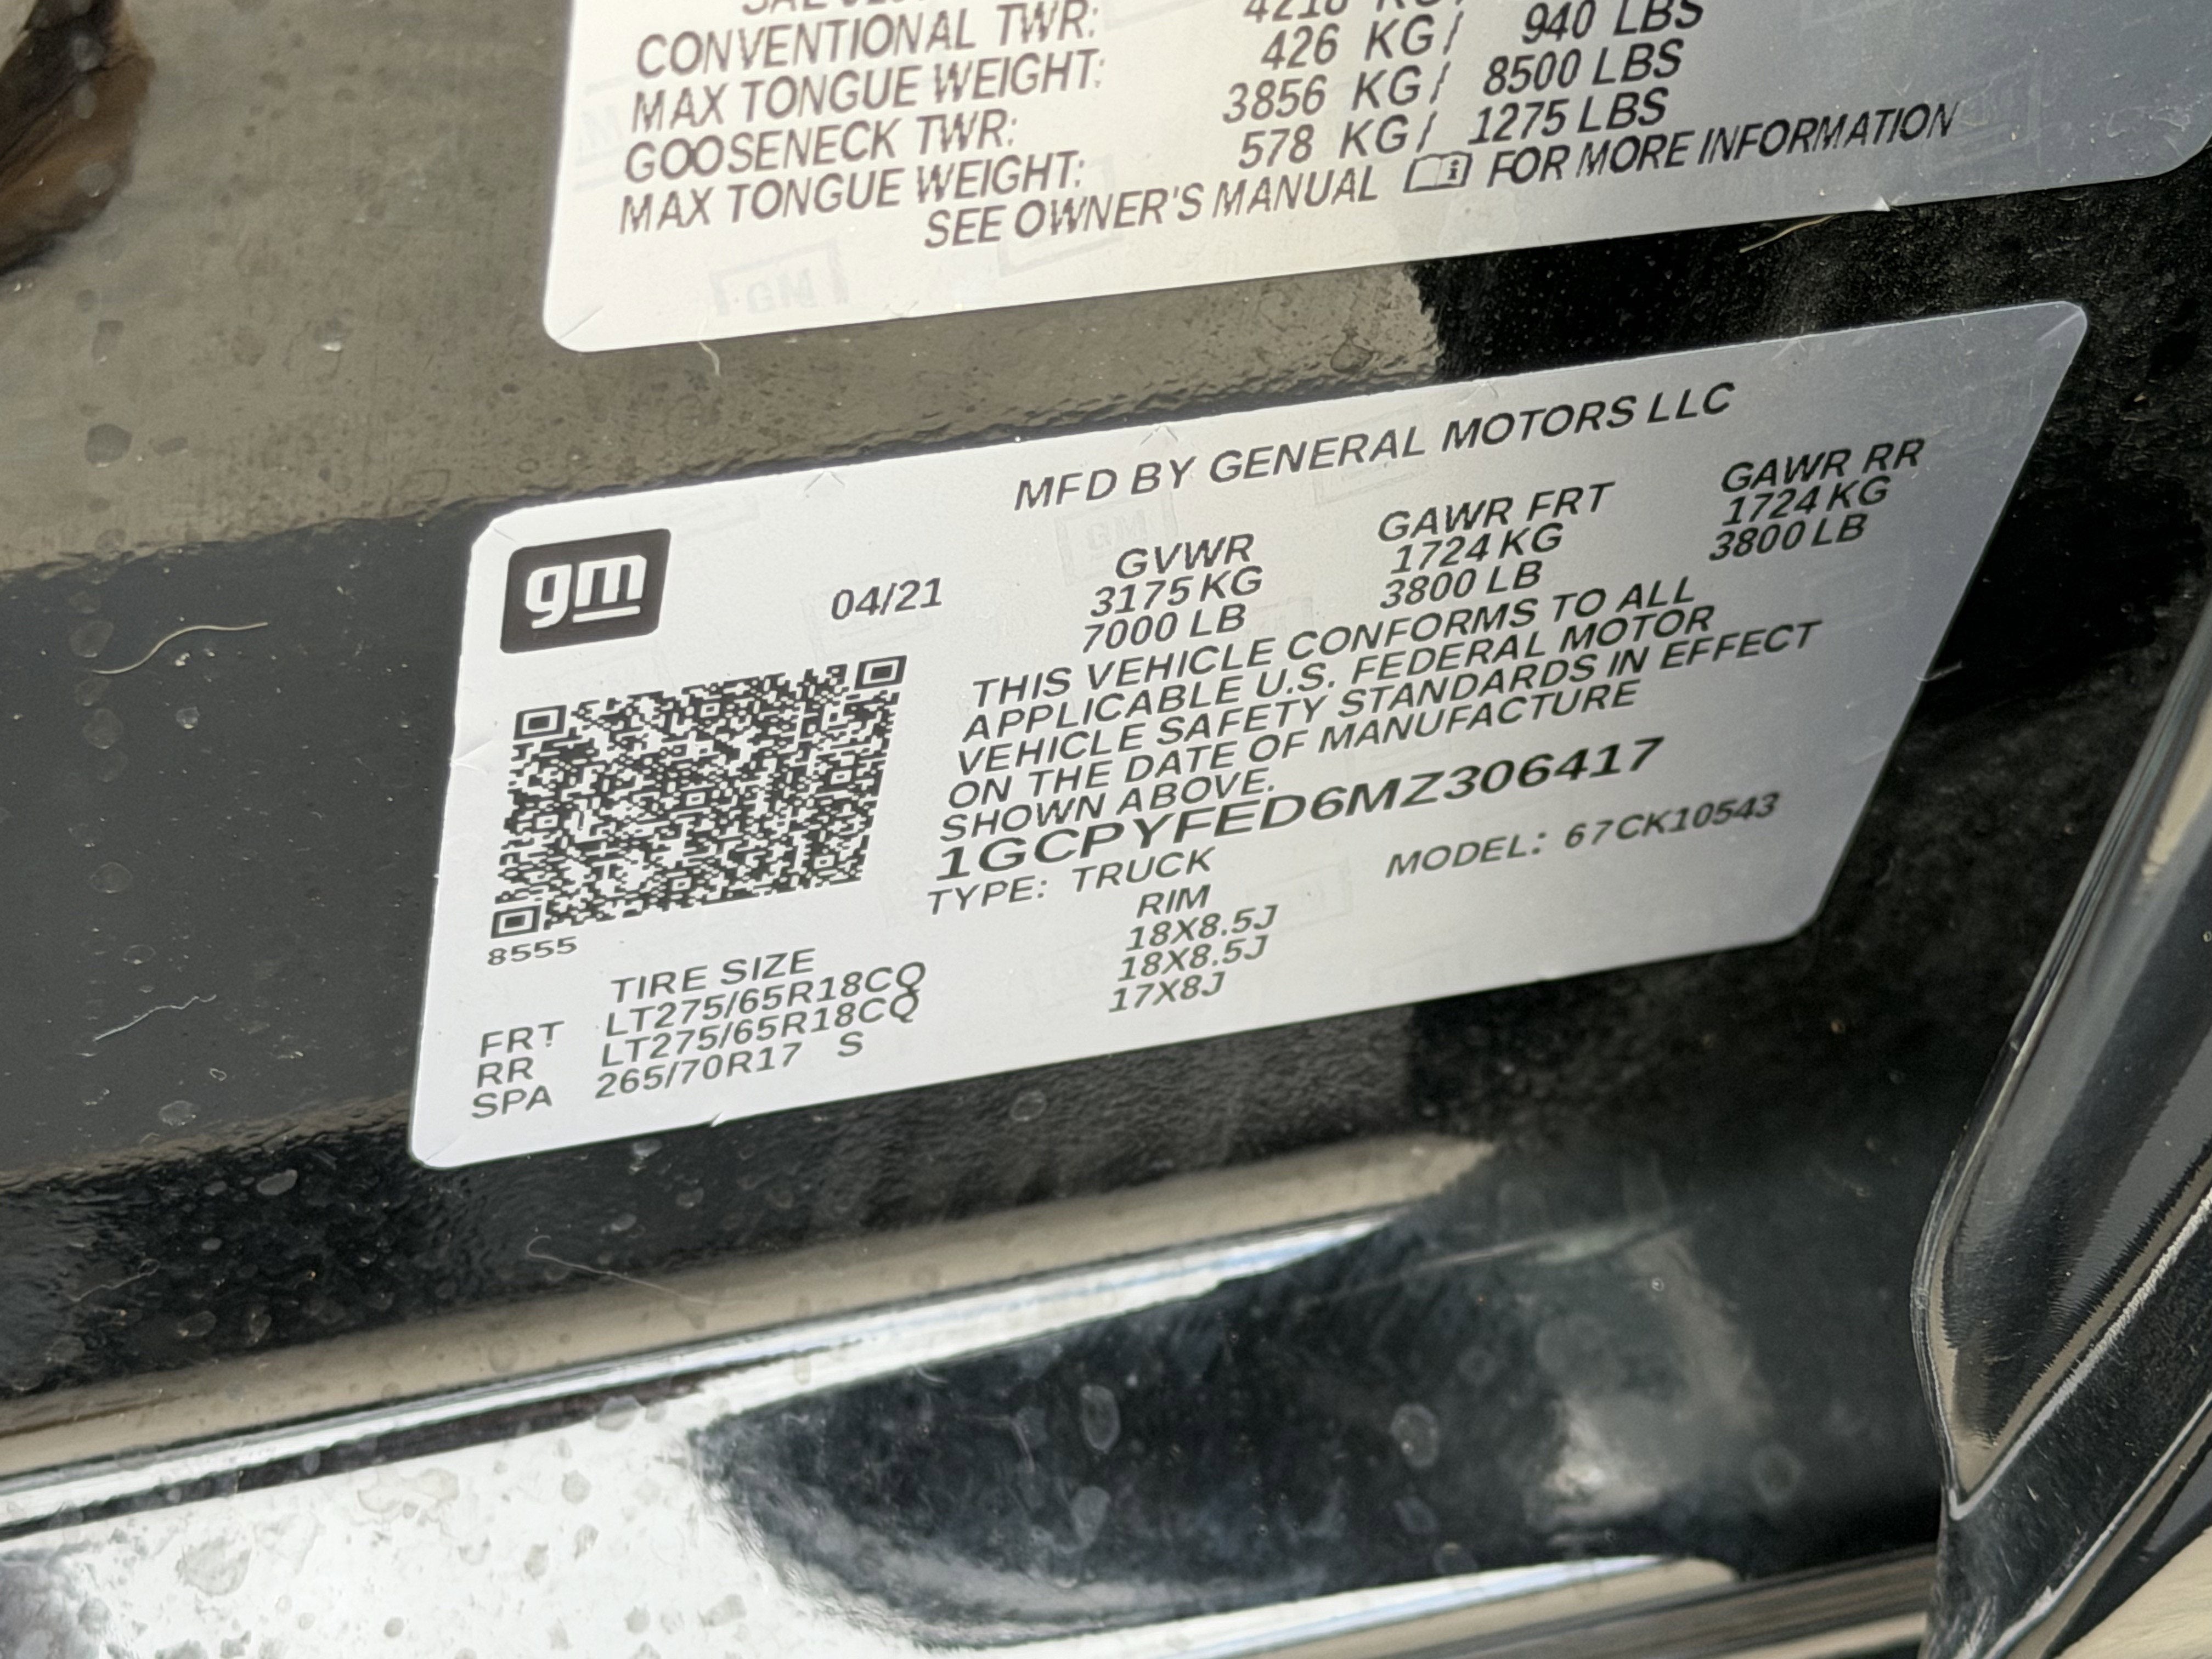 CONVENTIONAL TWR: KG/ 940 LBS
MAX TONGUE WEIGHT: 426 KG/ 8500 LBS
GOOSENECK TWR: 3856 KG/ 1275 LBS
MAX TONGUE WEIGHT: 578 KG/
SEE OWNER'S MANUAL FOR MORE INFORMATION
gm
MFD BY GENERAL MOTORS LLC
04/21
GVWR GAWR FRT GAWR RR
3175 KG 1724 KG 1724 KG
7000 LB 3800 LB 3800 LB
THIS VEHICLE CONFORMS TO ALL
APPLICABLE U.S. FEDERAL MOTOR
VEHICLE SAFETY STANDARDS IN EFFECT
ON THE DATE OF MANUFACTURE
SHOWN ABOVE.
1GCPYFED6MZ306417
TYPE: TRUCK MODEL: 67CK10543
8555
TIRE SIZE RIM
FRT LT275/65R18CQ 18X8.5J
RR LT275/65R18CQ 18X8.5J
SPA 265/70R17 S 17X8J